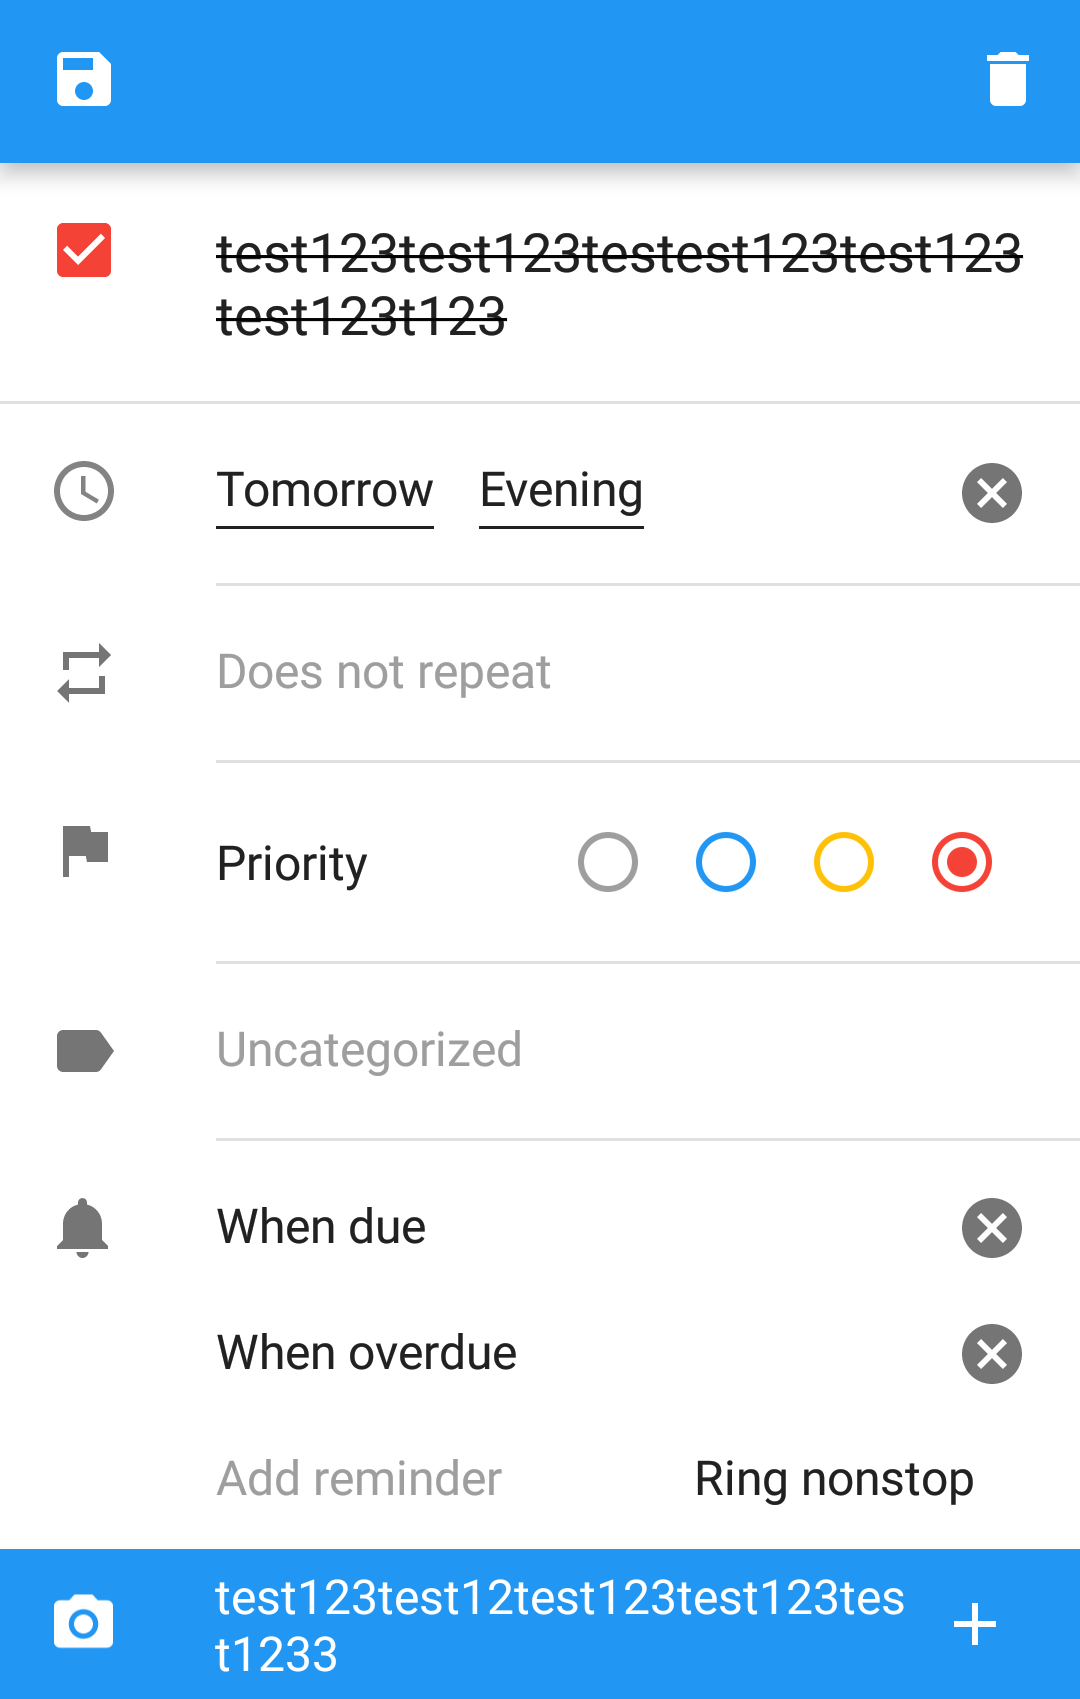 test123test123testest123test123
test123t123
Tomorrow Evening
Does not repeat
Priority
Uncategorized
When due
When overdue
Add reminder Ring nonstop
test123test12test123test123tes
t1233